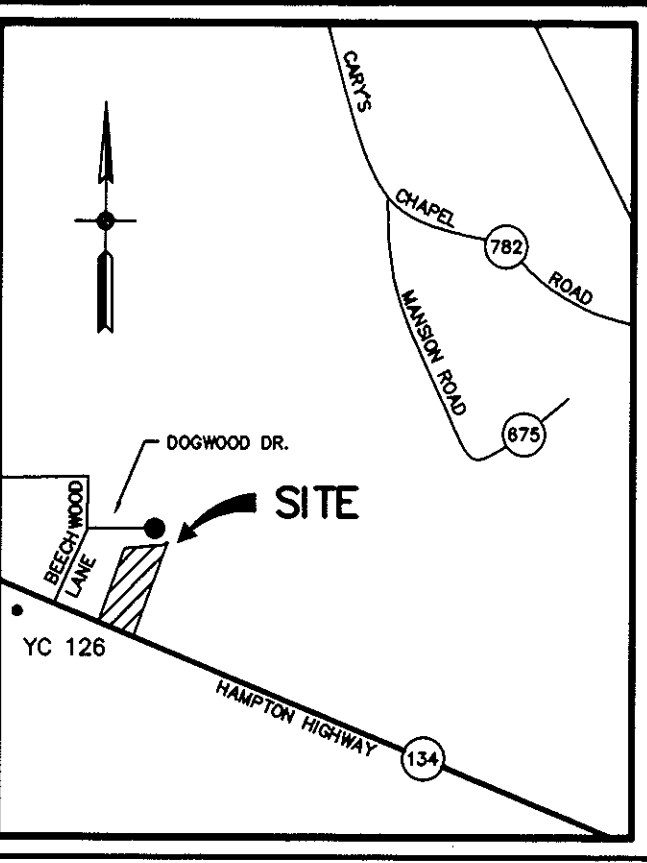 CARY'S
CHAPEL
782
ROAD
MANSION ROAD
675
DOGWOOD DR.
SITE
BEECHWOOD
LANE
YC 126
HAMPTON HIGHWAY
134